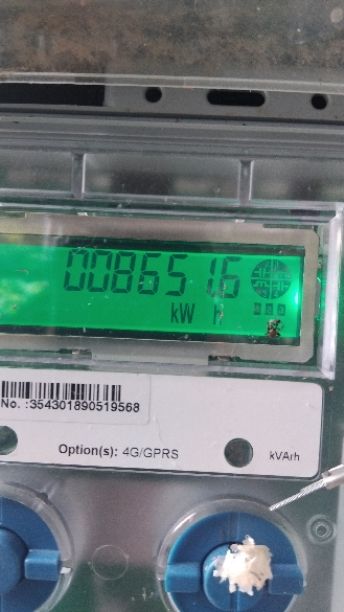 008651.6
kW h
No. :354301890519568
Option(s): 4G/GPRS
kVArh